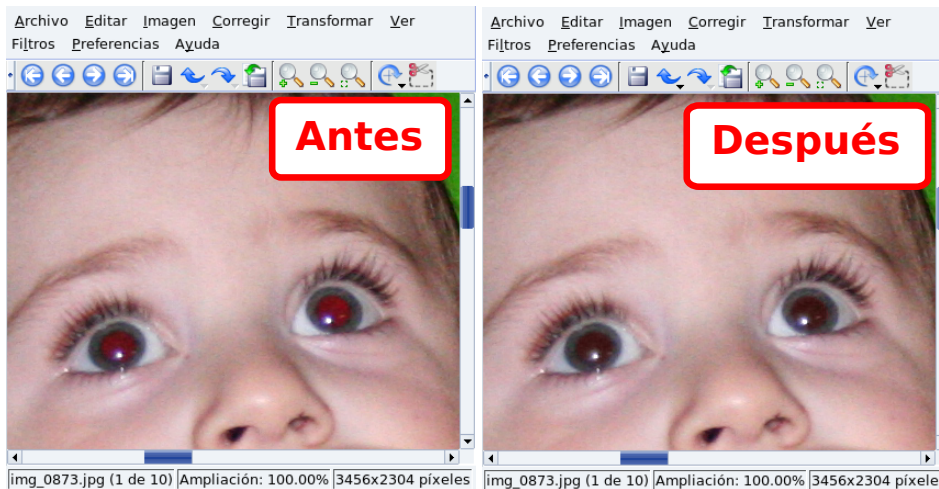 Archivo Editar Imagen Corregir Transformar Ver
Filtros Preferencias Ayuda
Antes
img_0873.jpg (1 de 10) Ampliación: 100.00% 3456x2304 píxeles
Archivo Editar Imagen Corregir Transformar Ver
Filtros Preferencias Ayuda
Después
img_0873.jpg (1 de 10) Ampliación: 100.00% 3456x2304 píxele